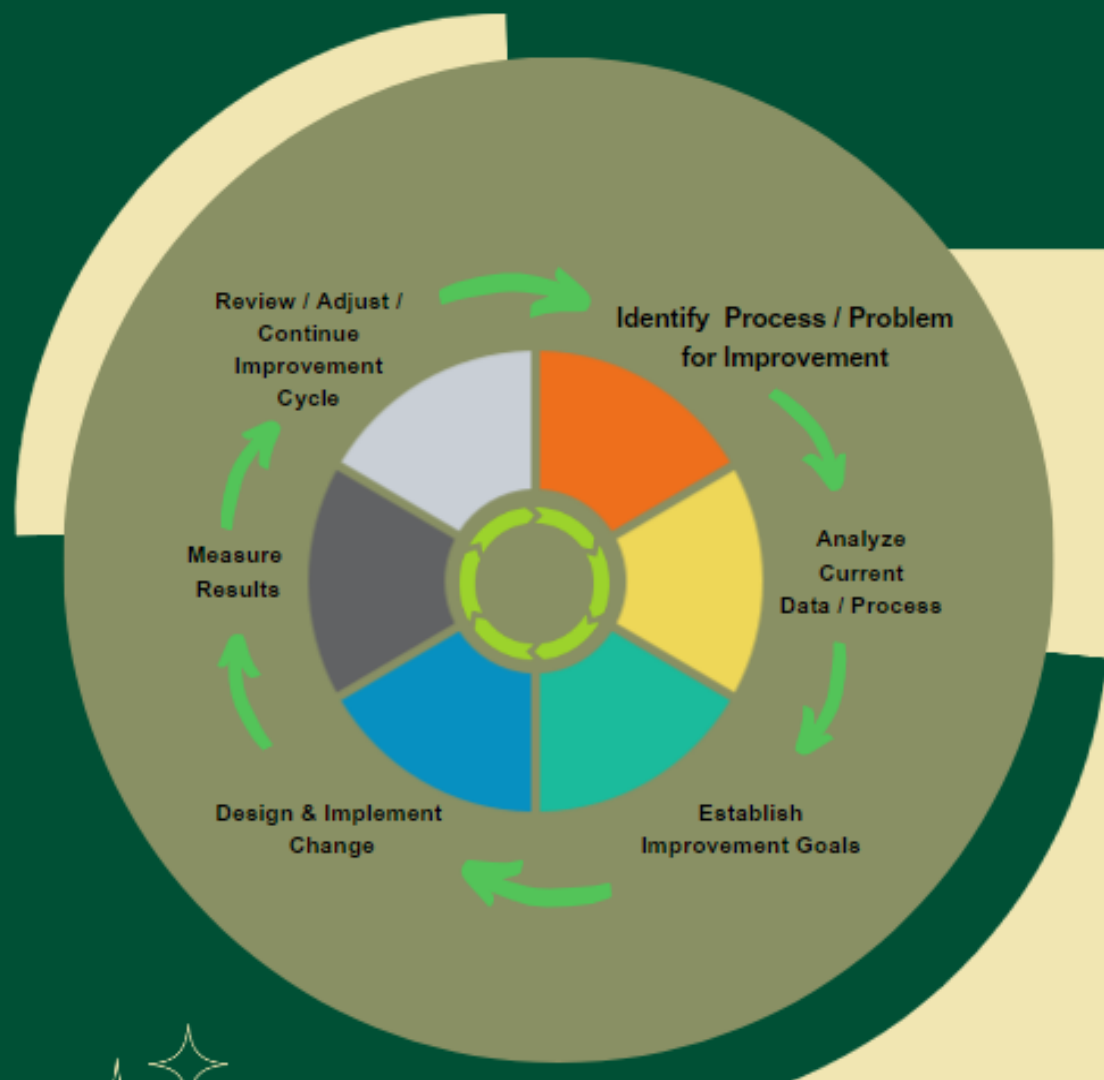 Identify Process / Problem
for Improvement
Analyze
Current
Data / Process
Establish
Improvement Goals
Design & Implement
Change
Measure
Results
Review / Adjust /
Continue
Improvement
Cycle